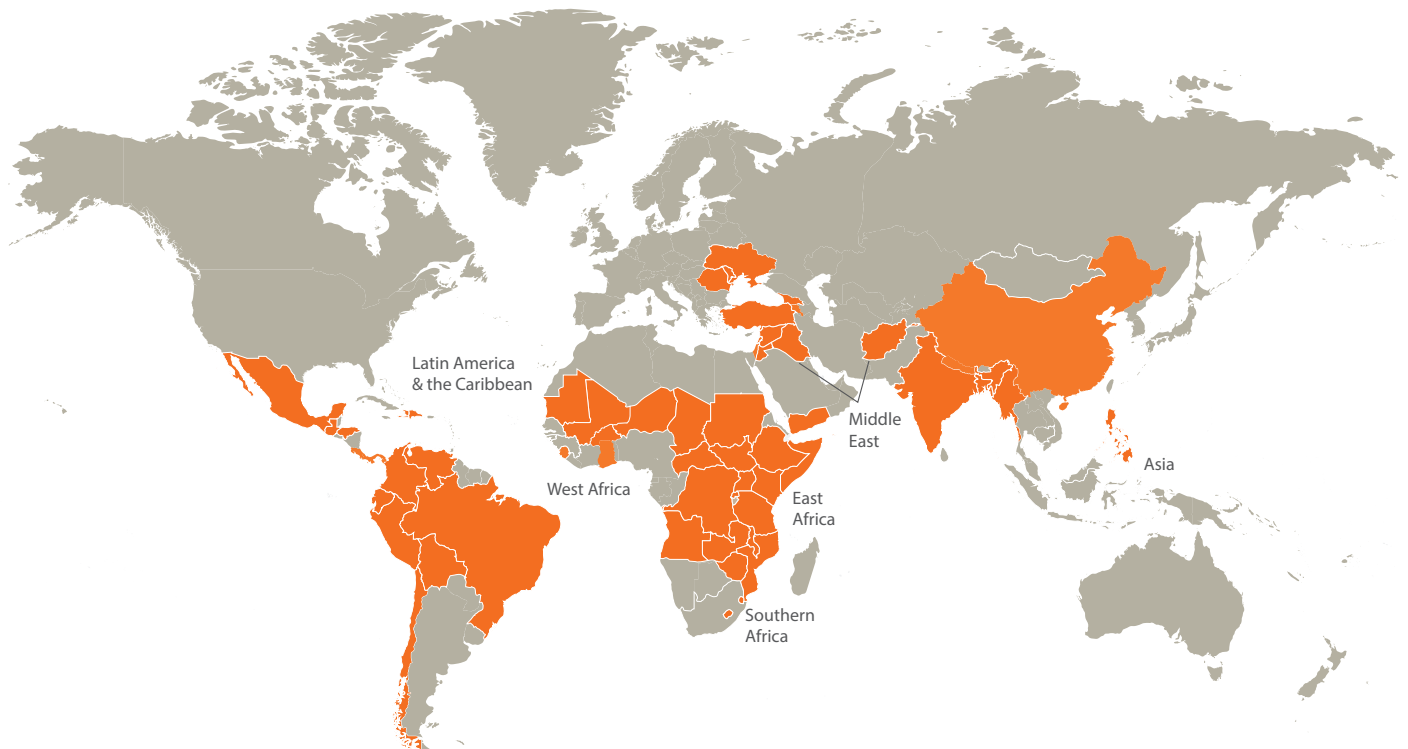 Latin America
& the Caribbean
Middle
East
Asia
West Africa
East
Africa
Southern
Africa